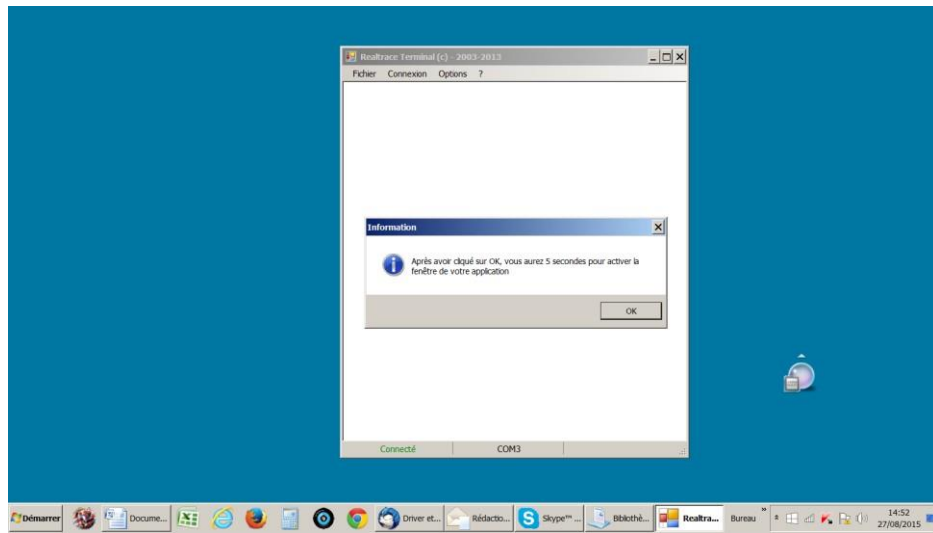 Realtrace Terminal (c) - 2003-2013
Fichier Connexion Options ?
Information
Après avoir cliqué sur OK, vous aurez 5 secondes pour activer la
fenêtre de votre application
OK
Connecté COM3
Démarrer Docume... Driver et... Rédactio... Skype™ ... Bibliothè... Realtra... Bureau » 14:52
27/08/2015